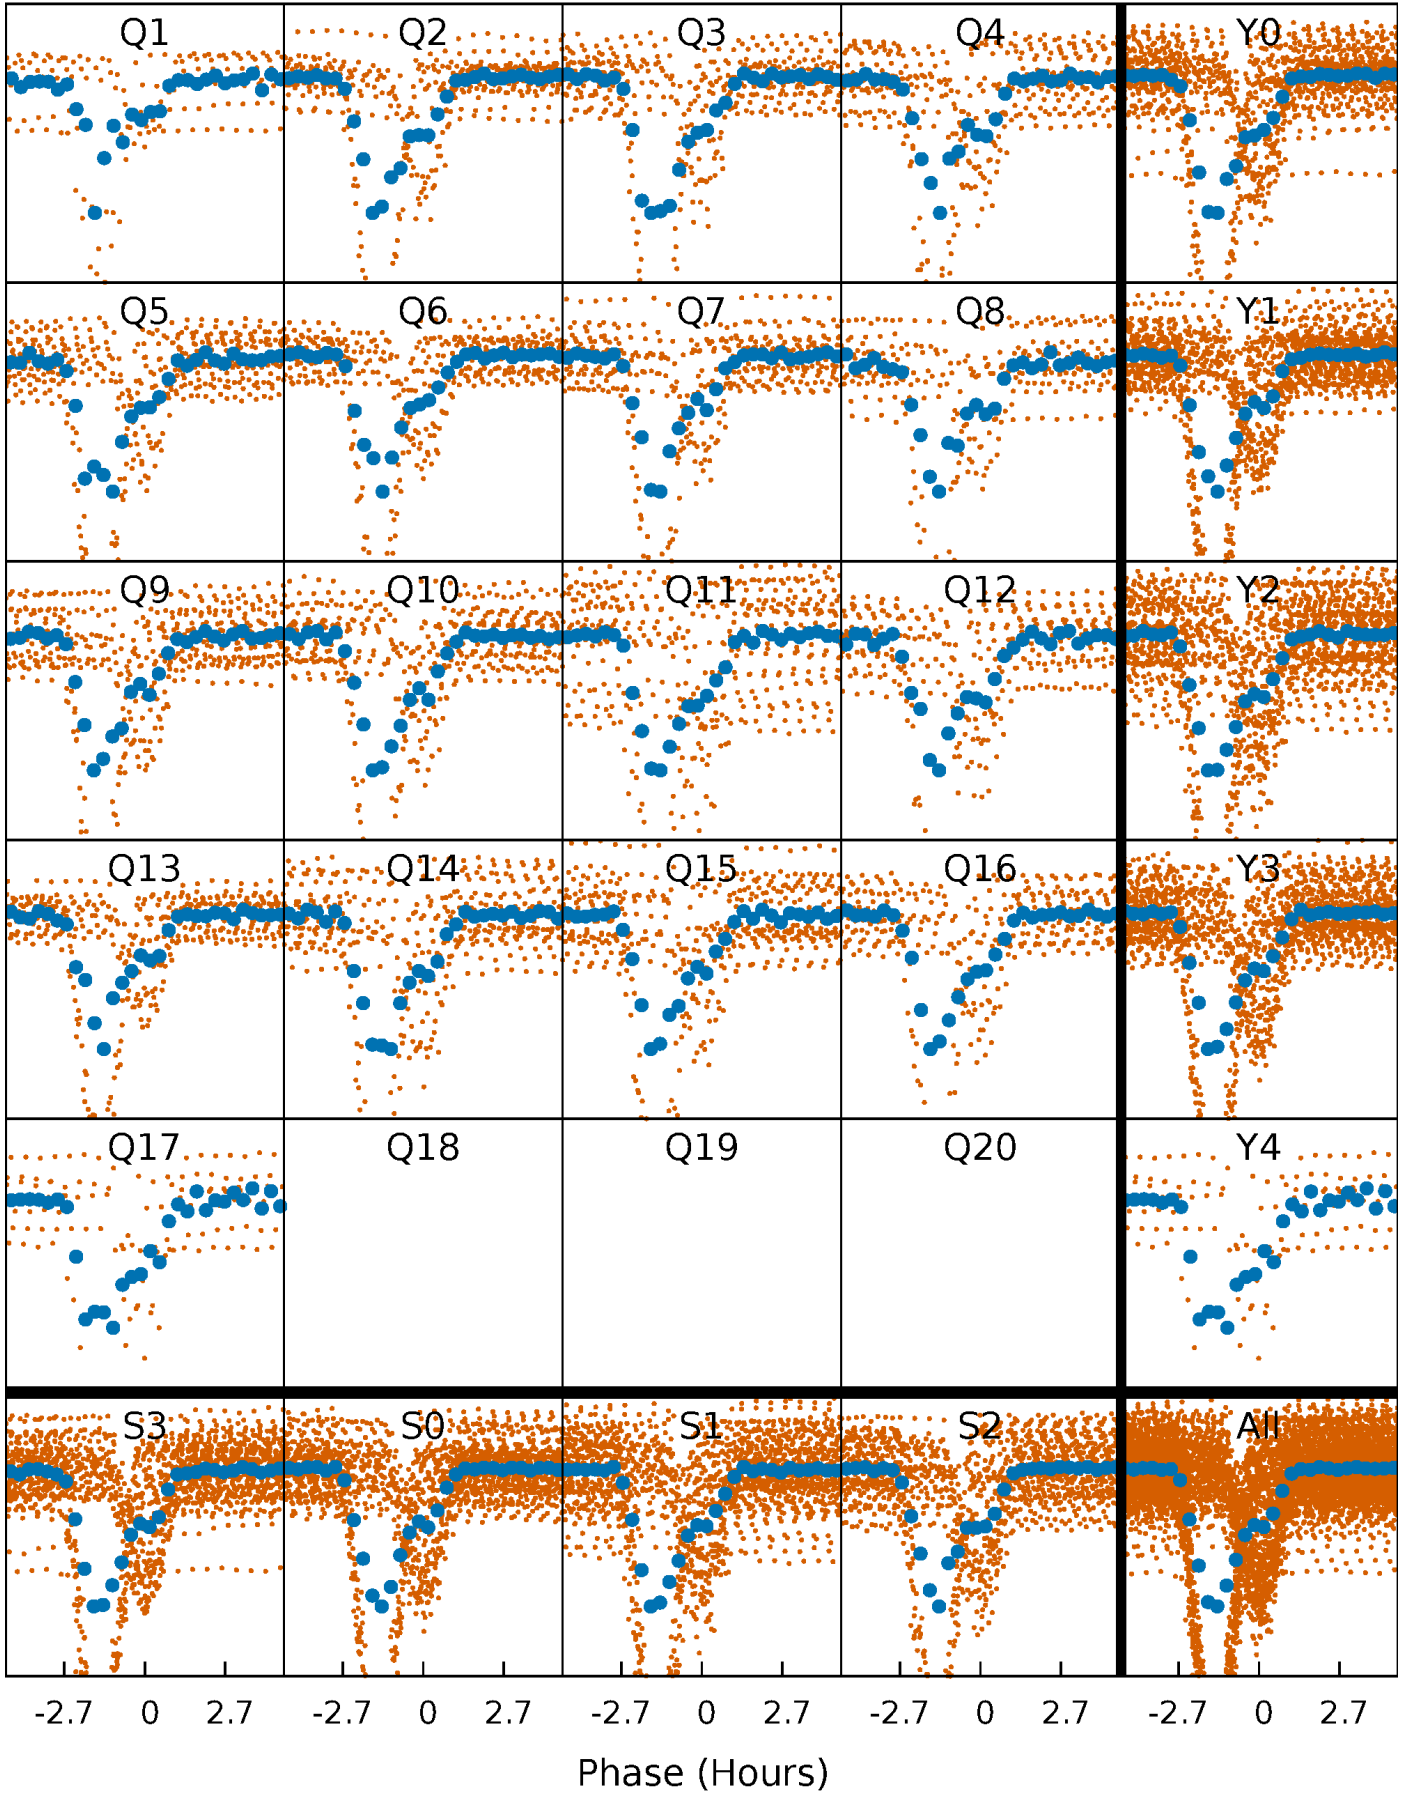 Q1 Q2 Q3 Q4 Y0
Q5 Q6 Q7 Q8 Y1
Q9 Q10 Q11 Q12 Y2
Q13 Q14 Q15 Q16 Y3
Q17 Q18 Q19 Q20 Y4
S3 S0 S1 S2 All
-2.7 0 2.7 -2.7 0 2.7 -2.7 0 2.7 -2.7 0 2.7 -2.7 0 2.7
Phase (Hours)